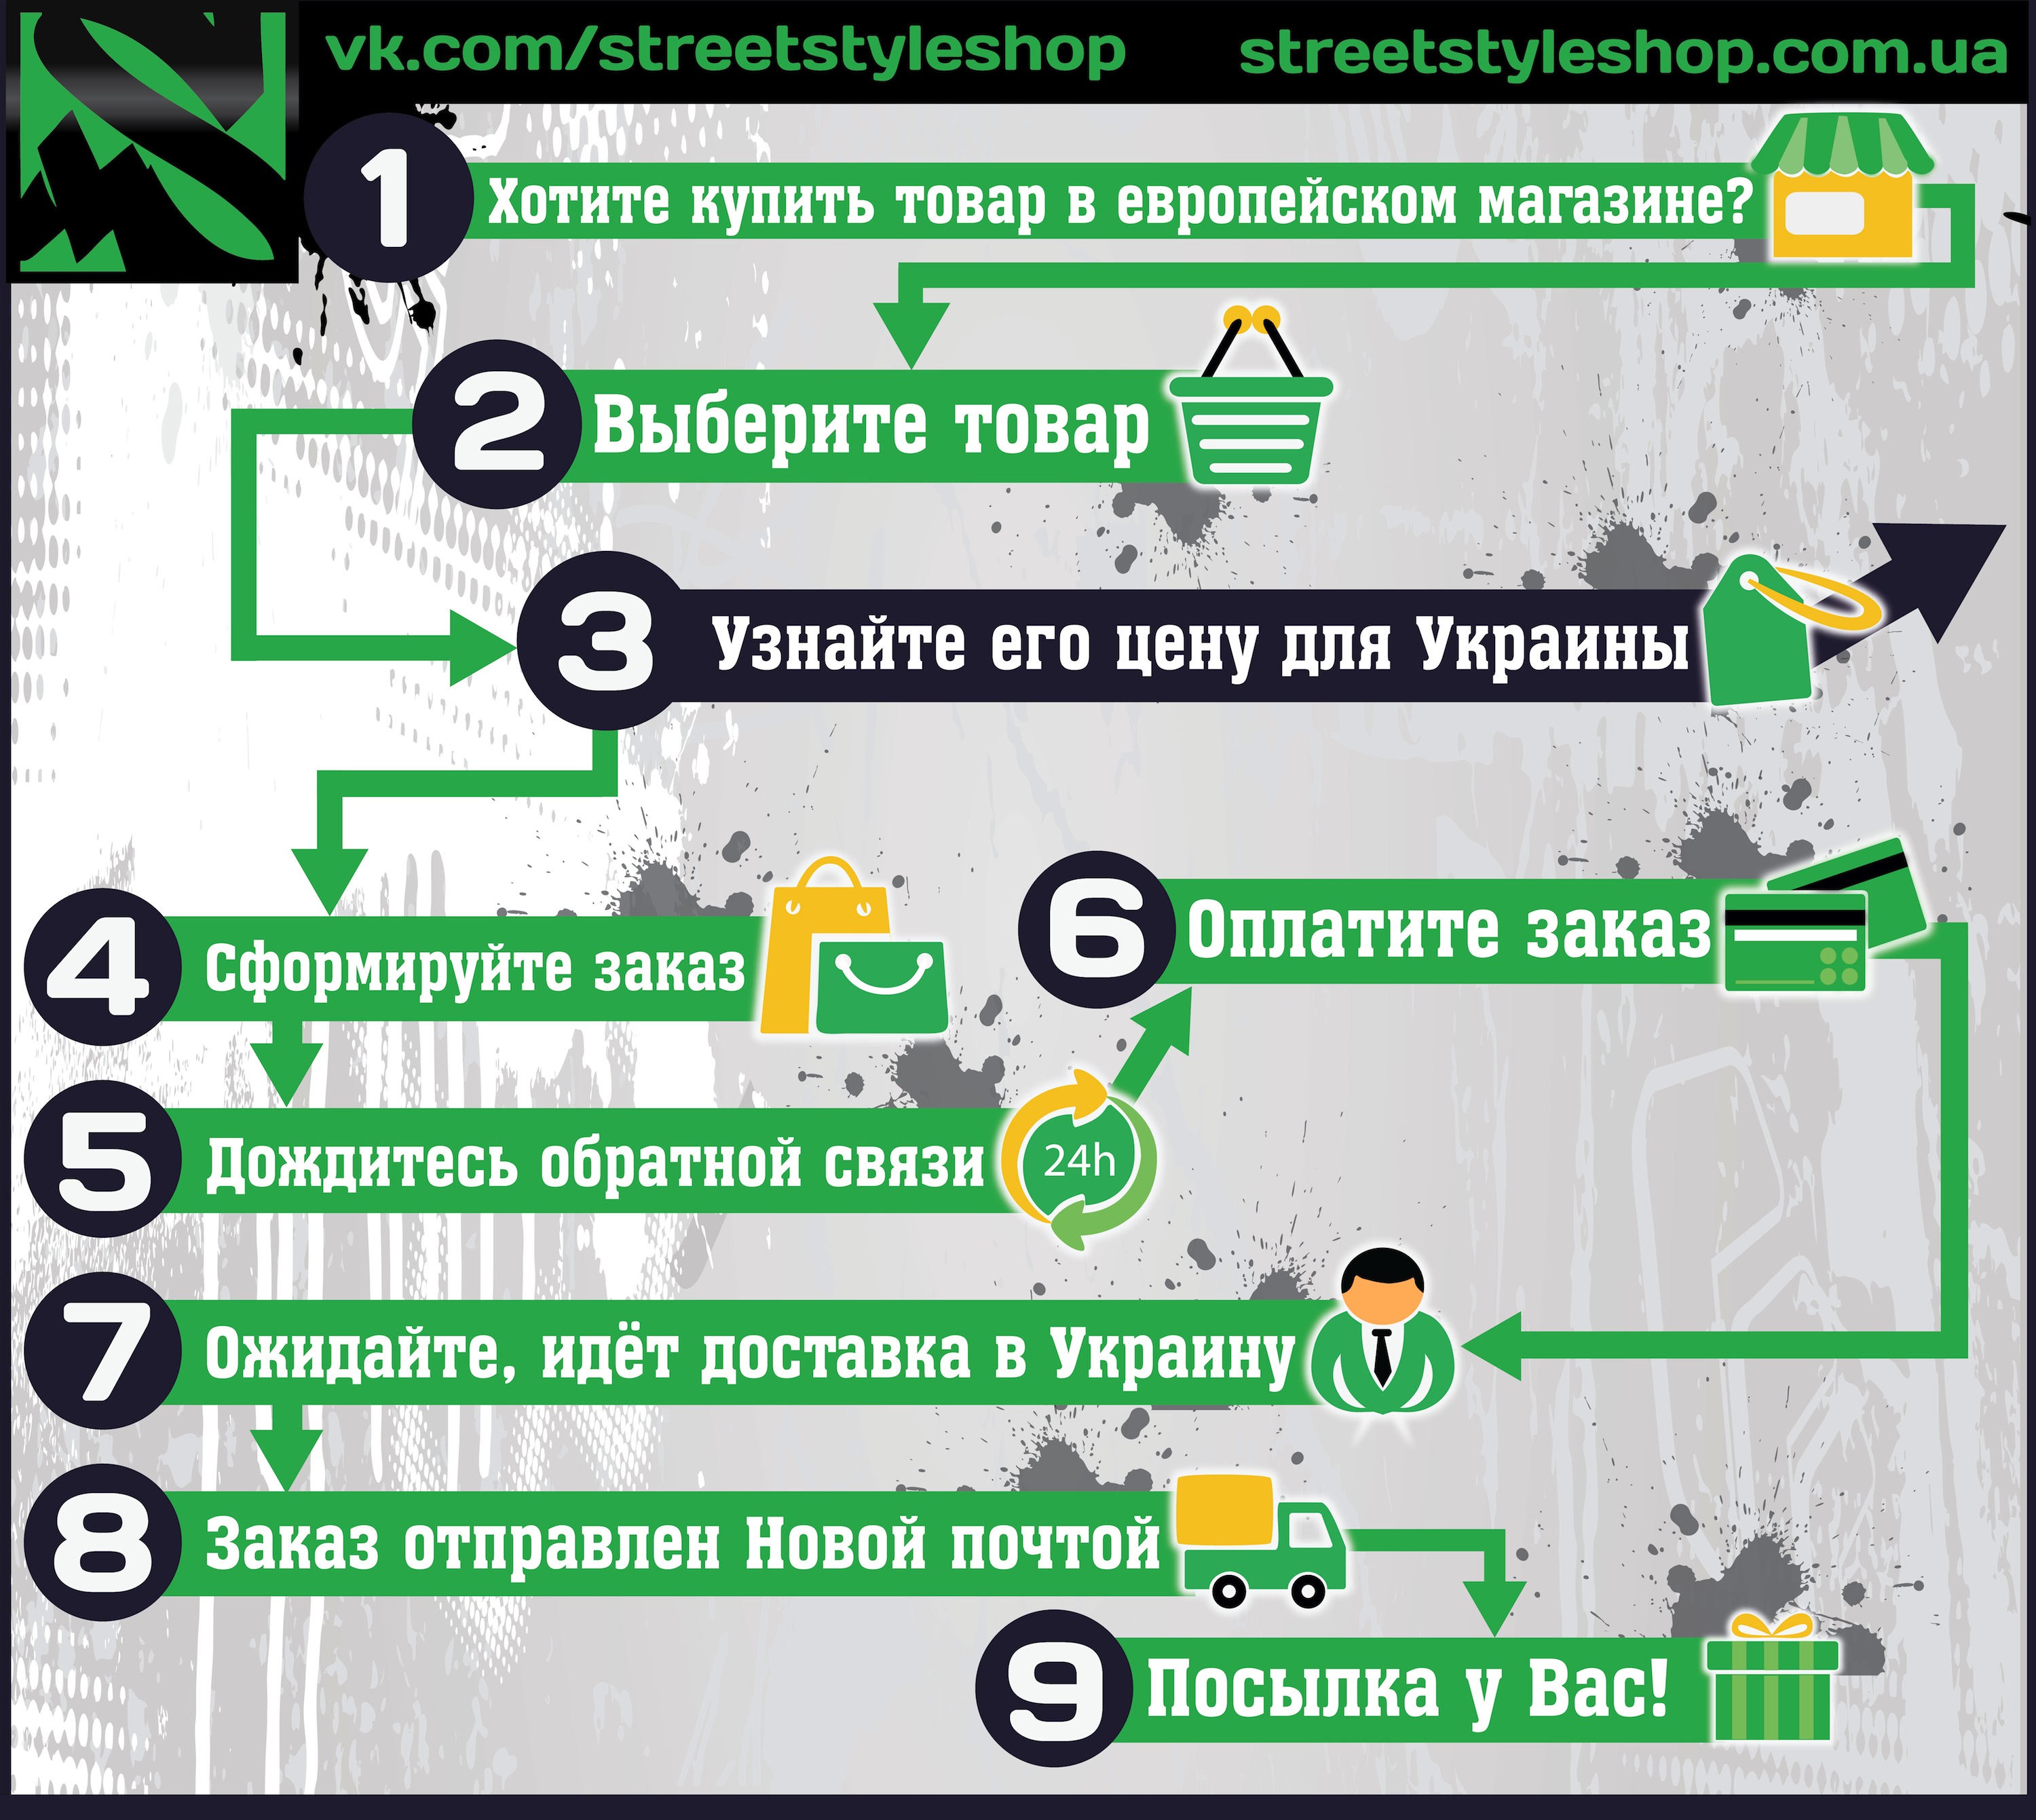 vk.com/streetstyleshop
streetstyleshop.com.ua
1 Хотите купить товар в европейском магазине?
2 Выберите товар
3 Узнайте его цену для Украины
4 Сформируйте заказ
5 Дождитесь обратной связи
24h
6 Оплатите заказ
7 Ожидайте, идёт доставка в Украину
8 Заказ отправлен Новой почтой
9 Посылка у Вас!